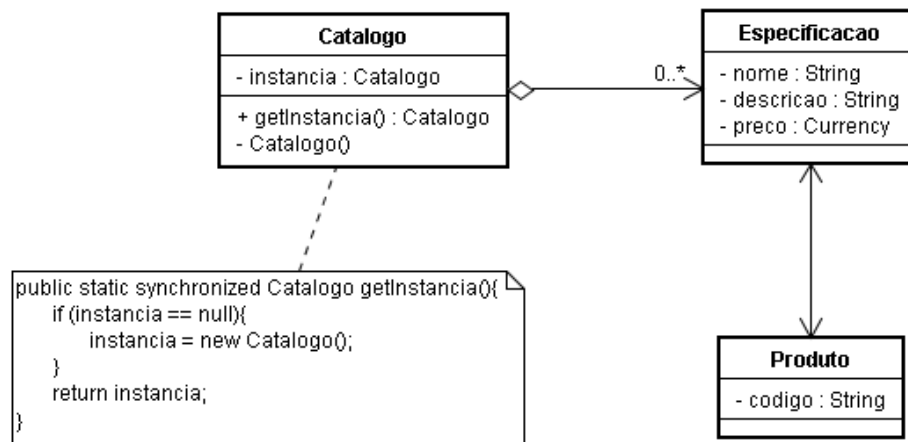 Catalogo
- instancia : Catalogo
+ getInstancia() : Catalogo
- Catalogo()
0..*
Especificacao
- nome : String
- descricao : String
- preco : Currency
public static synchronized Catalogo getInstancia(){
if (instancia == null){
instancia = new Catalogo();
}
return instancia;
}
Produto
- codigo : String